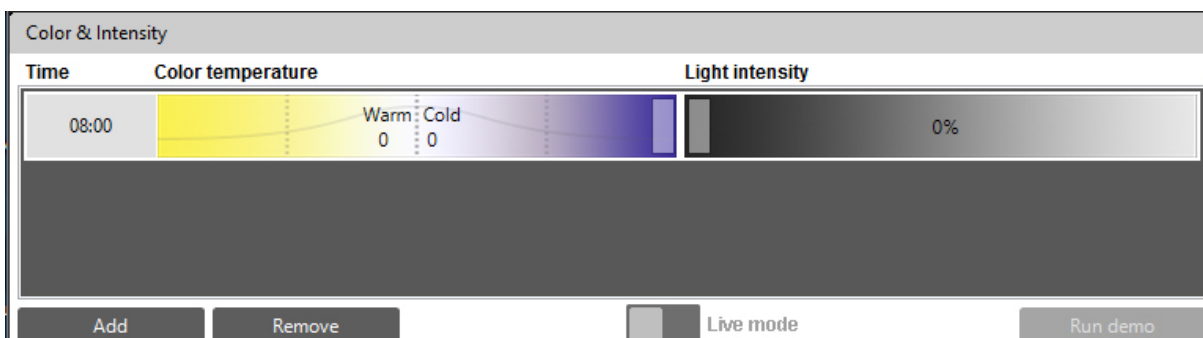 Color & Intensity
Time Color temperature Light intensity
08:00 Warm Cold 0%
0 0
Add Remove Live mode Run demo